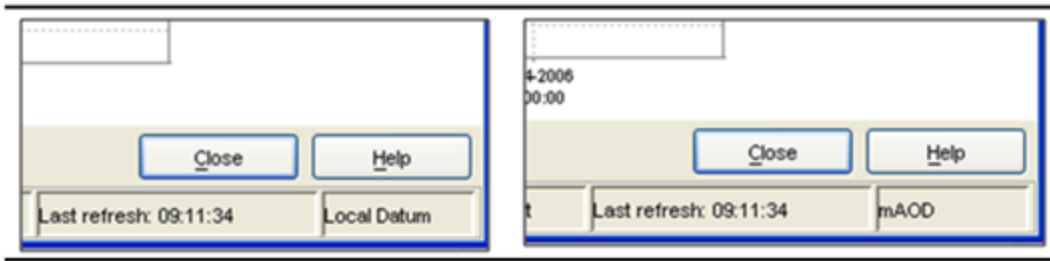 Close Help
Last refresh: 09:11:34 Local Datum
4-2006
00:00
Close Help
t Last refresh: 09:11:34 mAOD